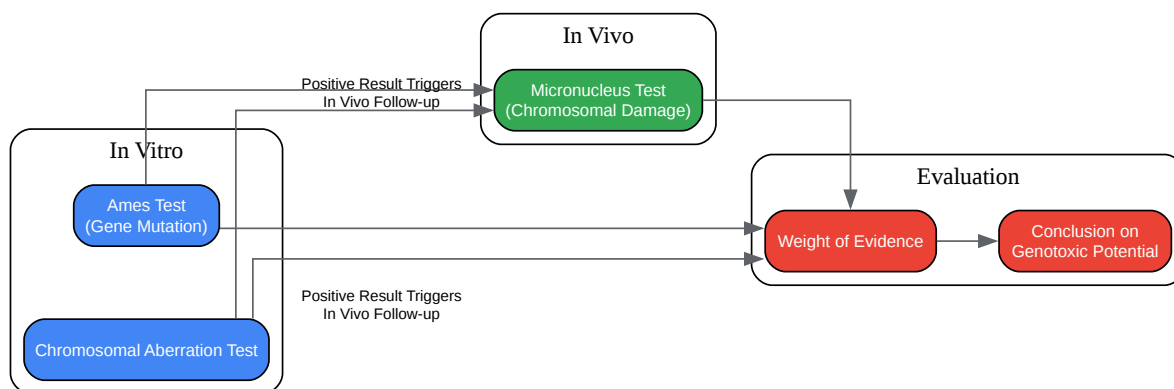 In Vivo
Positive Result Triggers
In Vivo Follow-up
Micronucleus Test
(Chromosomal Damage)
In Vitro
Ames Test
(Gene Mutation)
Evaluation
Weight of Evidence
Conclusion on
Genotoxic Potential
Positive Result Triggers
In Vivo Follow-up
Chromosomal Aberration Test